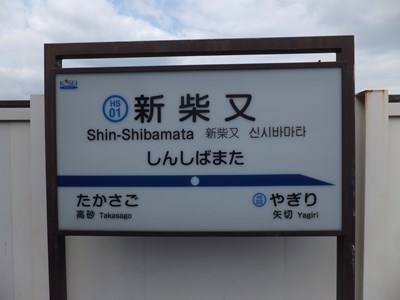 HS
01
新柴又
Shin-Shibamata 新柴又 신시바마타
しんしばまた
たかさご
高砂 Takasago
やぎり
矢切 Yagiri